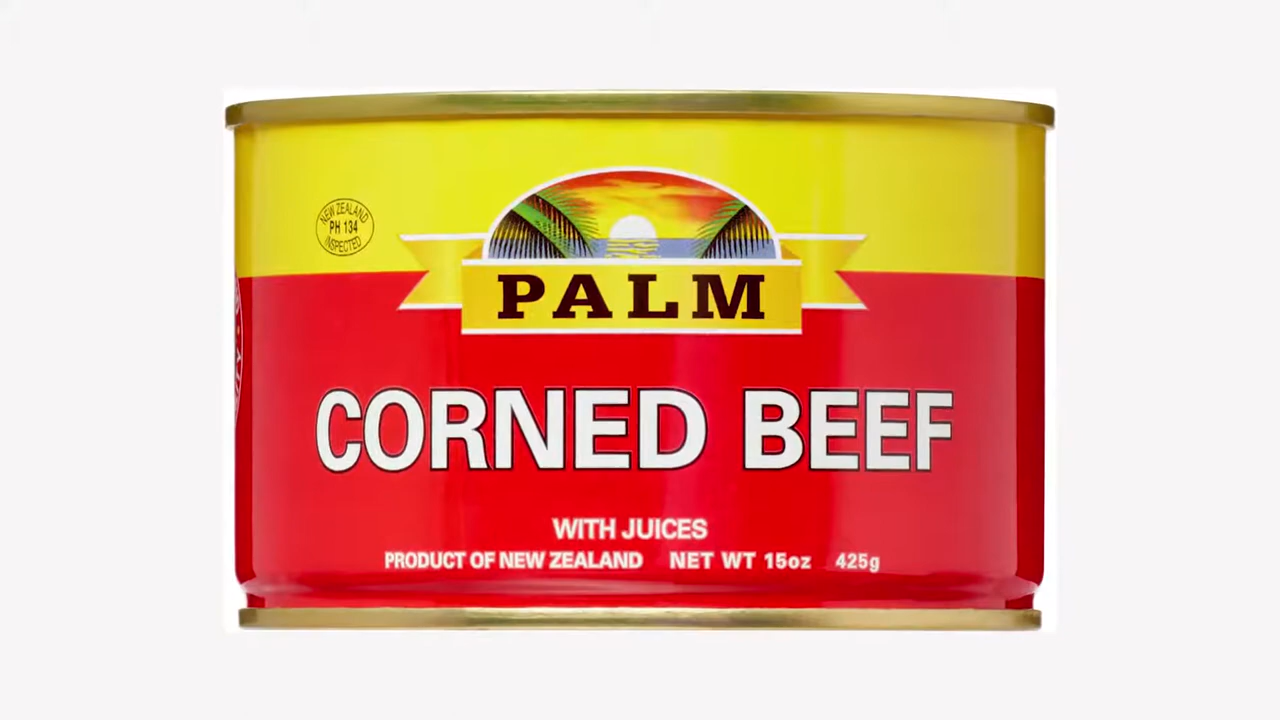 NEW ZEALAND
PH 134
INSPECTED
PALM
CORNED BEEF
WITH JUICES
PRODUCT OF NEW ZEALAND NET WT 15oz 425g